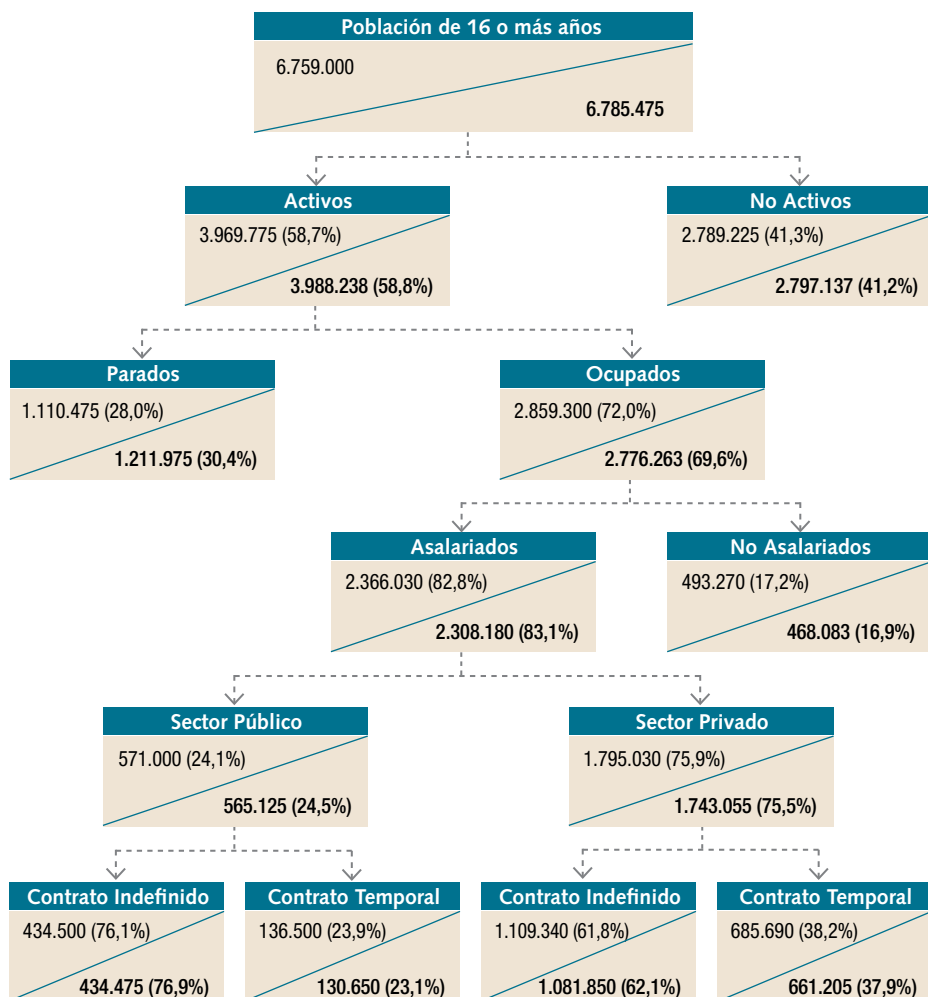 Población de 16 o más años
6.759.000
6.785.475
Activos
3.969.775 (58,7%)
3.988.238 (58,8%)
No Activos
2.789.225 (41,3%)
2.797.137 (41,2%)
Parados
1.110.475 (28,0%)
1.211.975 (30,4%)
Ocupados
2.859.300 (72,0%)
2.776.263 (69,6%)
Asalariados
2.366.030 (82,8%)
2.308.180 (83,1%)
No Asalariados
493.270 (17,2%)
468.083 (16,9%)
Sector Público
571.000 (24,1%)
565.125 (24,5%)
Sector Privado
1.795.030 (75,9%)
1.743.055 (75,5%)
Contrato Indefinido
434.500 (76,1%)
434.475 (76,9%)
Contrato Temporal
136.500 (23,9%)
130.650 (23,1%)
Contrato Indefinido
1.109.340 (61,8%)
1.081.850 (62,1%)
Contrato Temporal
685.690 (38,2%)
661.205 (37,9%)